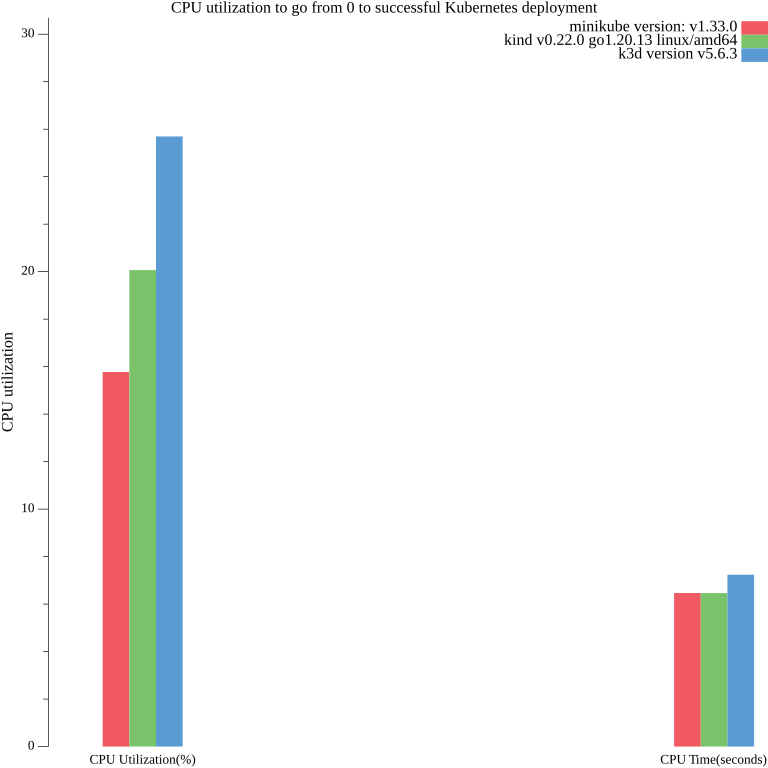 CPU utilization to go from 0 to successful Kubernetes deployment
minikube version: v1.33.0
kind v0.22.0 go1.20.13 linux/amd64
k3d version v5.6.3
30
20
10
0
CPU utilization
CPU Utilization(%)
CPU Time(seconds)